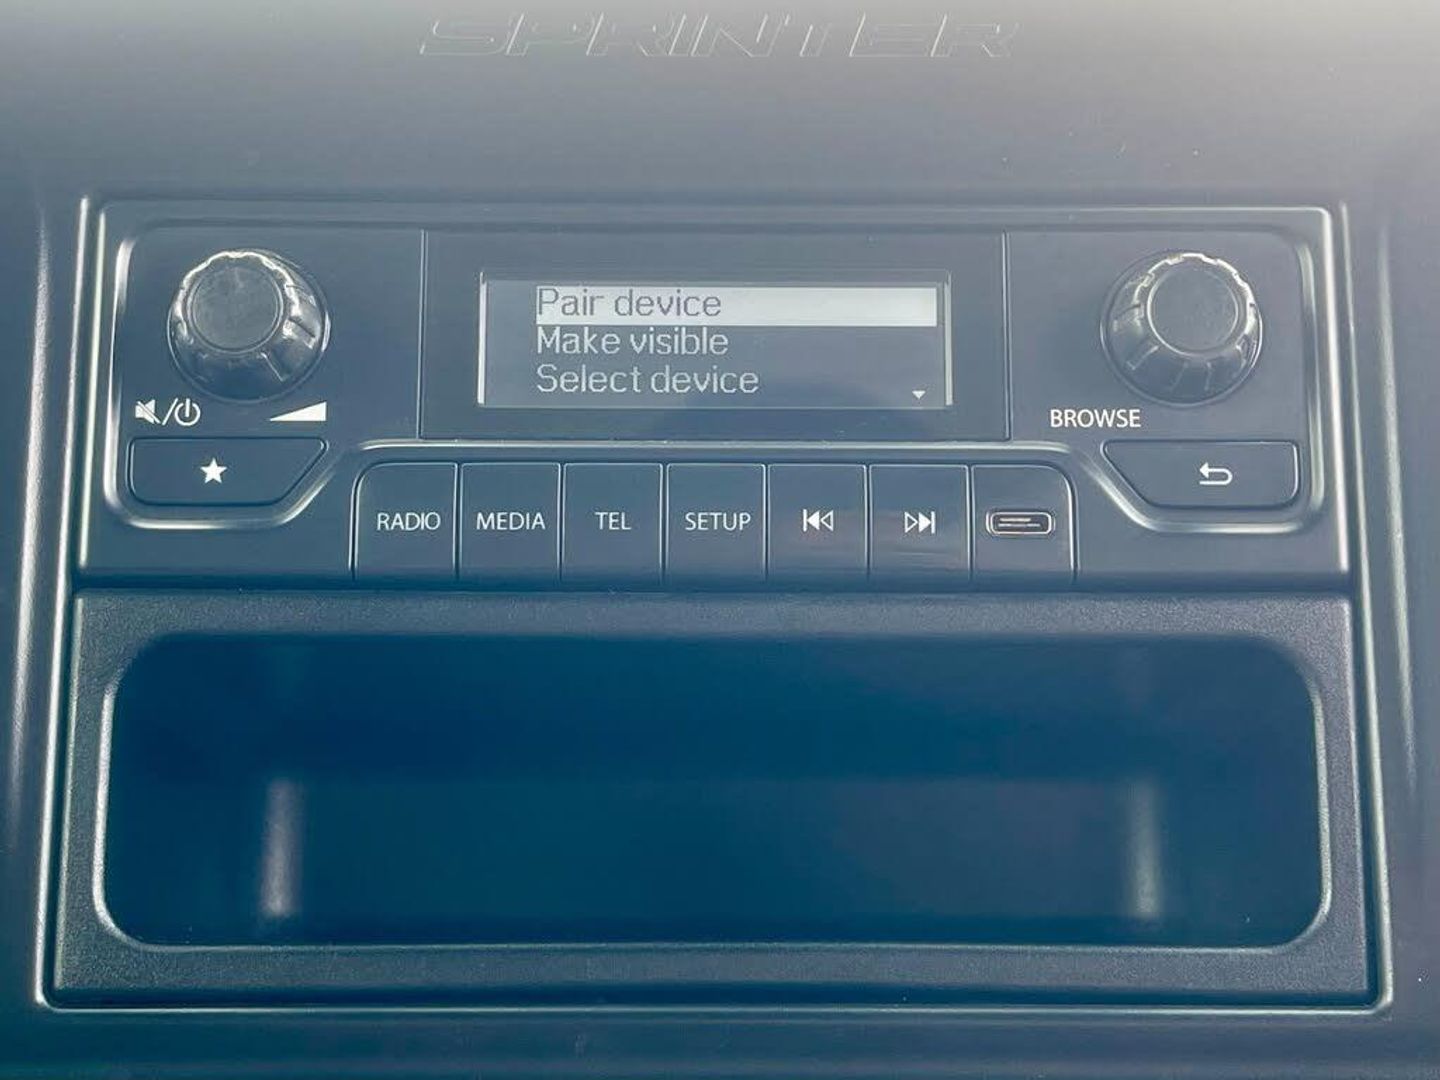 SPRINTER
Pair device
Make visible
Select device
BROWSE
RADIO MEDIA TEL SETUP